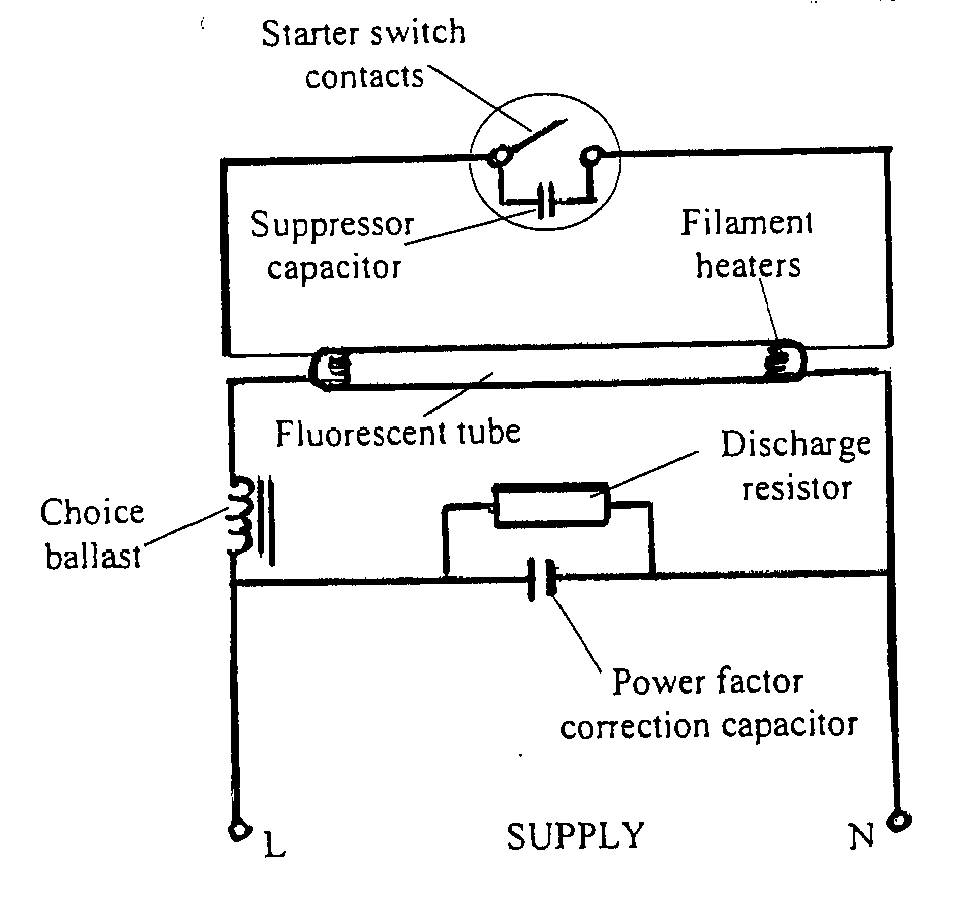 Starter switch
contacts
Suppressor
capacitor
Filament
heaters
Fluorescent tube
Discharge
resistor
Choice
ballast
Power factor
correction capacitor
L
SUPPLY
N